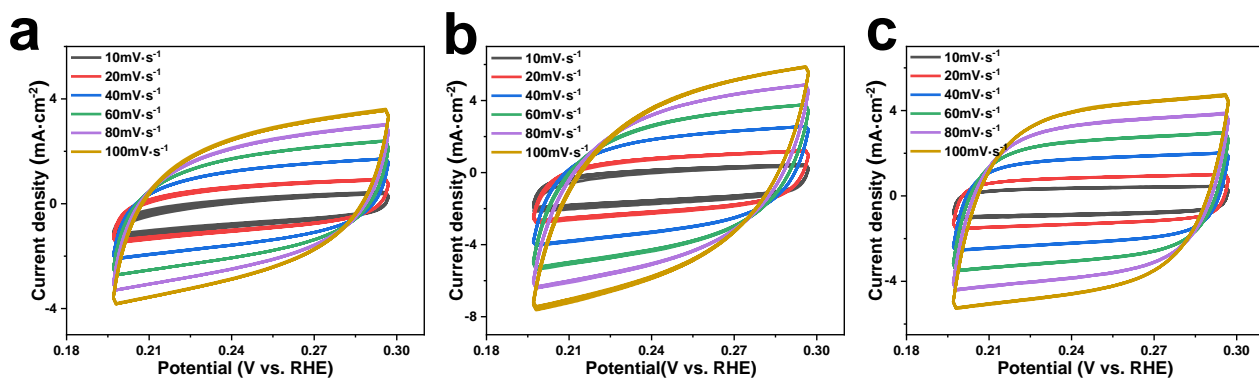 a
10mV·s-1
20mV·s-1
40mV·s-1
60mV·s-1
80mV·s-1
100mV·s-1
4
0
-4
0.18
0.21
0.24
0.27
0.30
Current density (mA·cm-2)
Potential (V vs. RHE)
b
10mV·s-1
20mV·s-1
40mV·s-1
60mV·s-1
80mV·s-1
100mV·s-1
4
0
-4
-8
0.18
0.21
0.24
0.27
0.30
Current density (mA·cm-2)
Potential(V vs. RHE)
c
10mV·s-1
20mV·s-1
40mV·s-1
60mV·s-1
80mV·s-1
100mV·s-1
4
0
-4
0.18
0.21
0.24
0.27
0.30
Current density (mA·cm-2)
Potential (V vs. RHE)